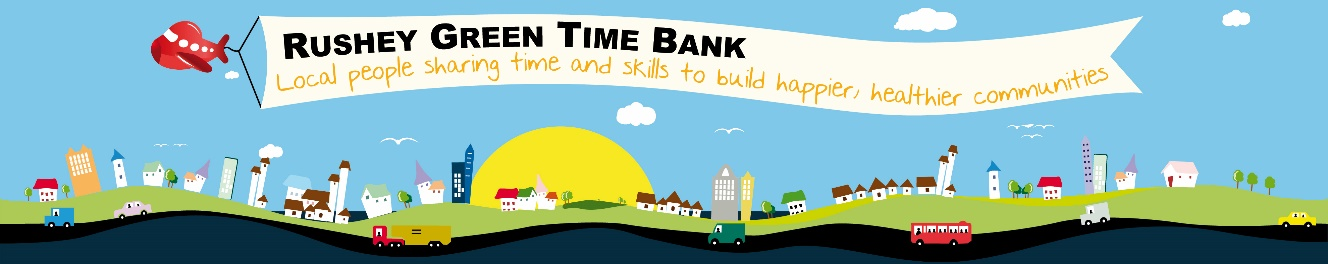 RUSHEY GREEN TIME BANK
Local people sharing time and skills to build happier, healthier communities